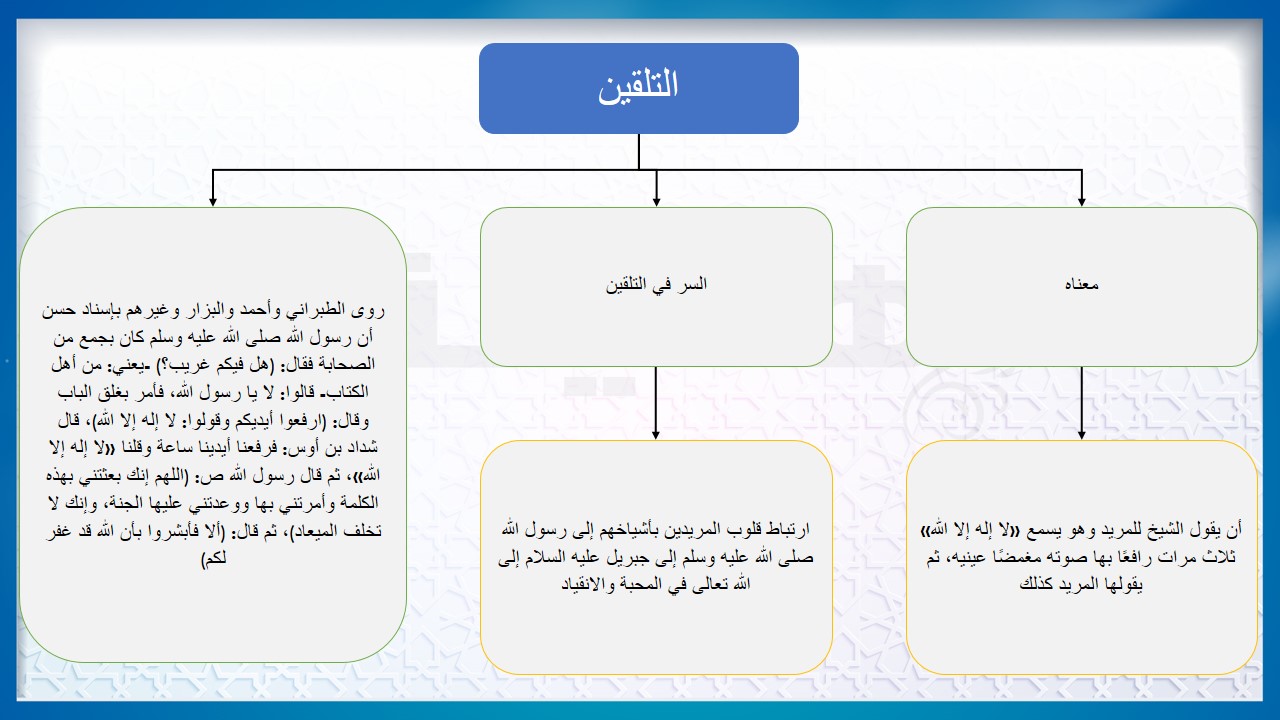 التلقين
معناه
السر في التلقين
أن يقول الشيخ للمريد وهو يسمع «لا إله إلا الله»
ثلاث مرات رافعًا بها صوته مغمضًا عينيه، ثم
يقولها المريد كذلك
ارتباط قلوب المريدين بأشياخهم إلى رسول الله
صلى الله عليه وسلم إلى جبريل عليه السلام إلى
الله تعالى في المحبة والانقياد
روى الطبراني وأحمد والبزار وغيرهم بإسناد حسن
أن رسول الله صلى الله عليه وسلم كان بجمع من
الصحابة فقال: (هل فيكم غريب؟) -يعني: من أهل
الكتاب- قالوا: لا يا رسول الله، فأمر بغلق الباب
وقال: (ارفعوا أيديكم وقولوا: لا إله إلا الله)، قال
شداد بن أوس: فرفعنا أيدينا ساعة وقلنا «لا إله إلا
الله»، ثم قال رسول الله ص: (اللهم إنك بعثتني بهذه
الكلمة وأمرتني بها ووعدتني عليها الجنة، وإنك لا
تخلف الميعاد)، ثم قال: (ألا فأبشروا بأن الله قد غفر
لكم)